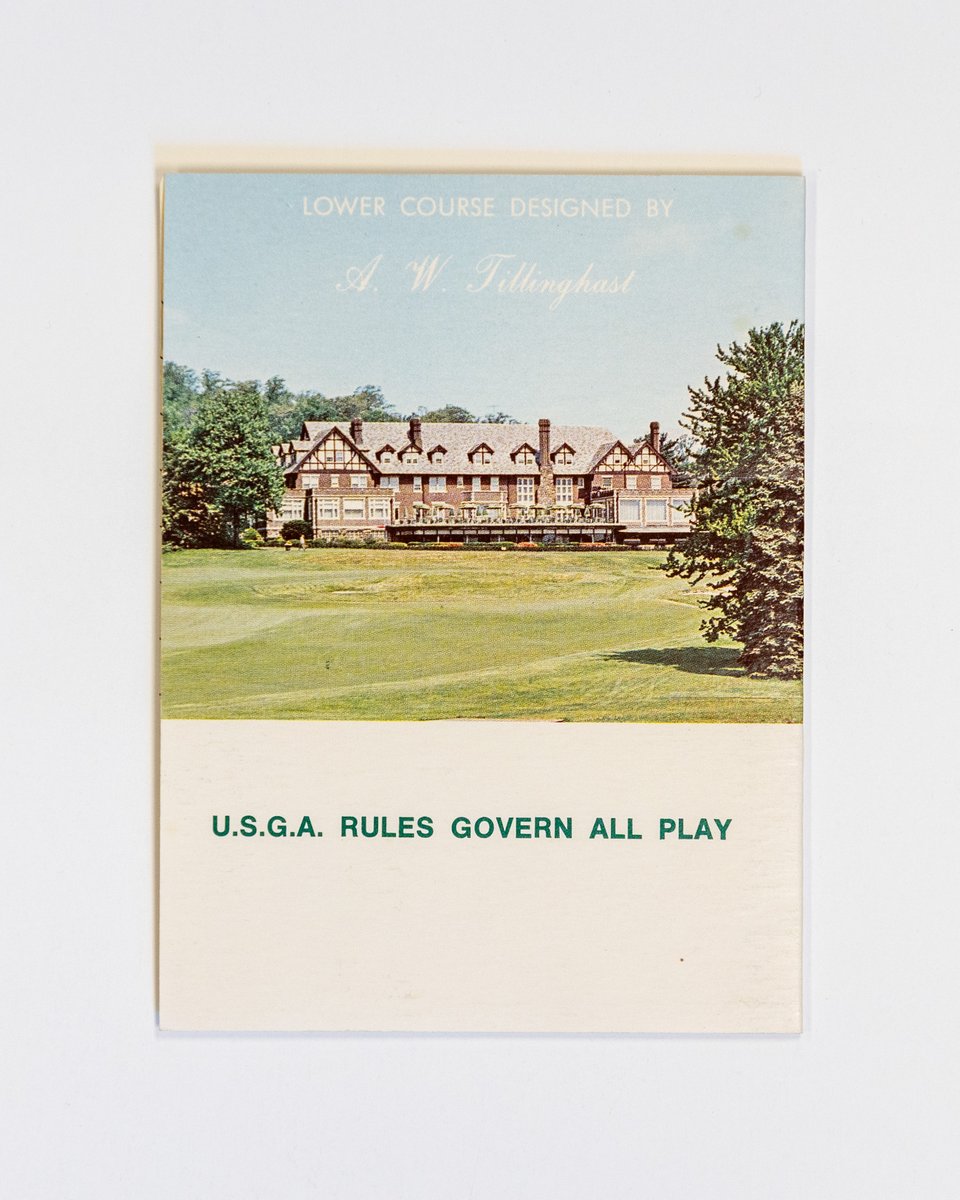 LOWER COURSE DESIGNED BY
A. W. Tillinghast
U.S.G.A. RULES GOVERN ALL PLAY